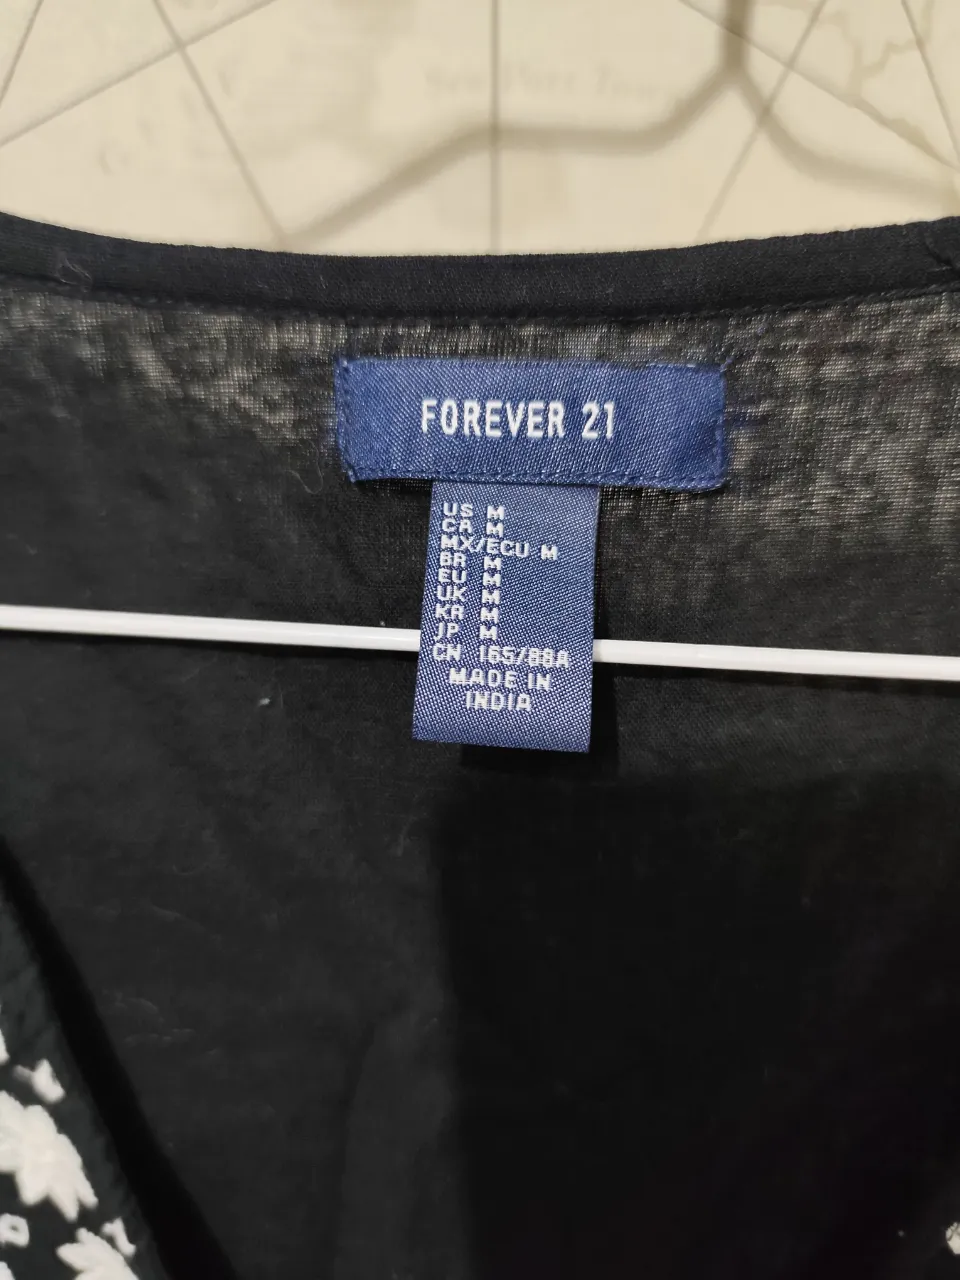 FOREVER 21
US M
CA M
MX/ECU M
BR M
EU M
UK M
KR M
JP M
CN 165/88A
MADE IN
INDIA